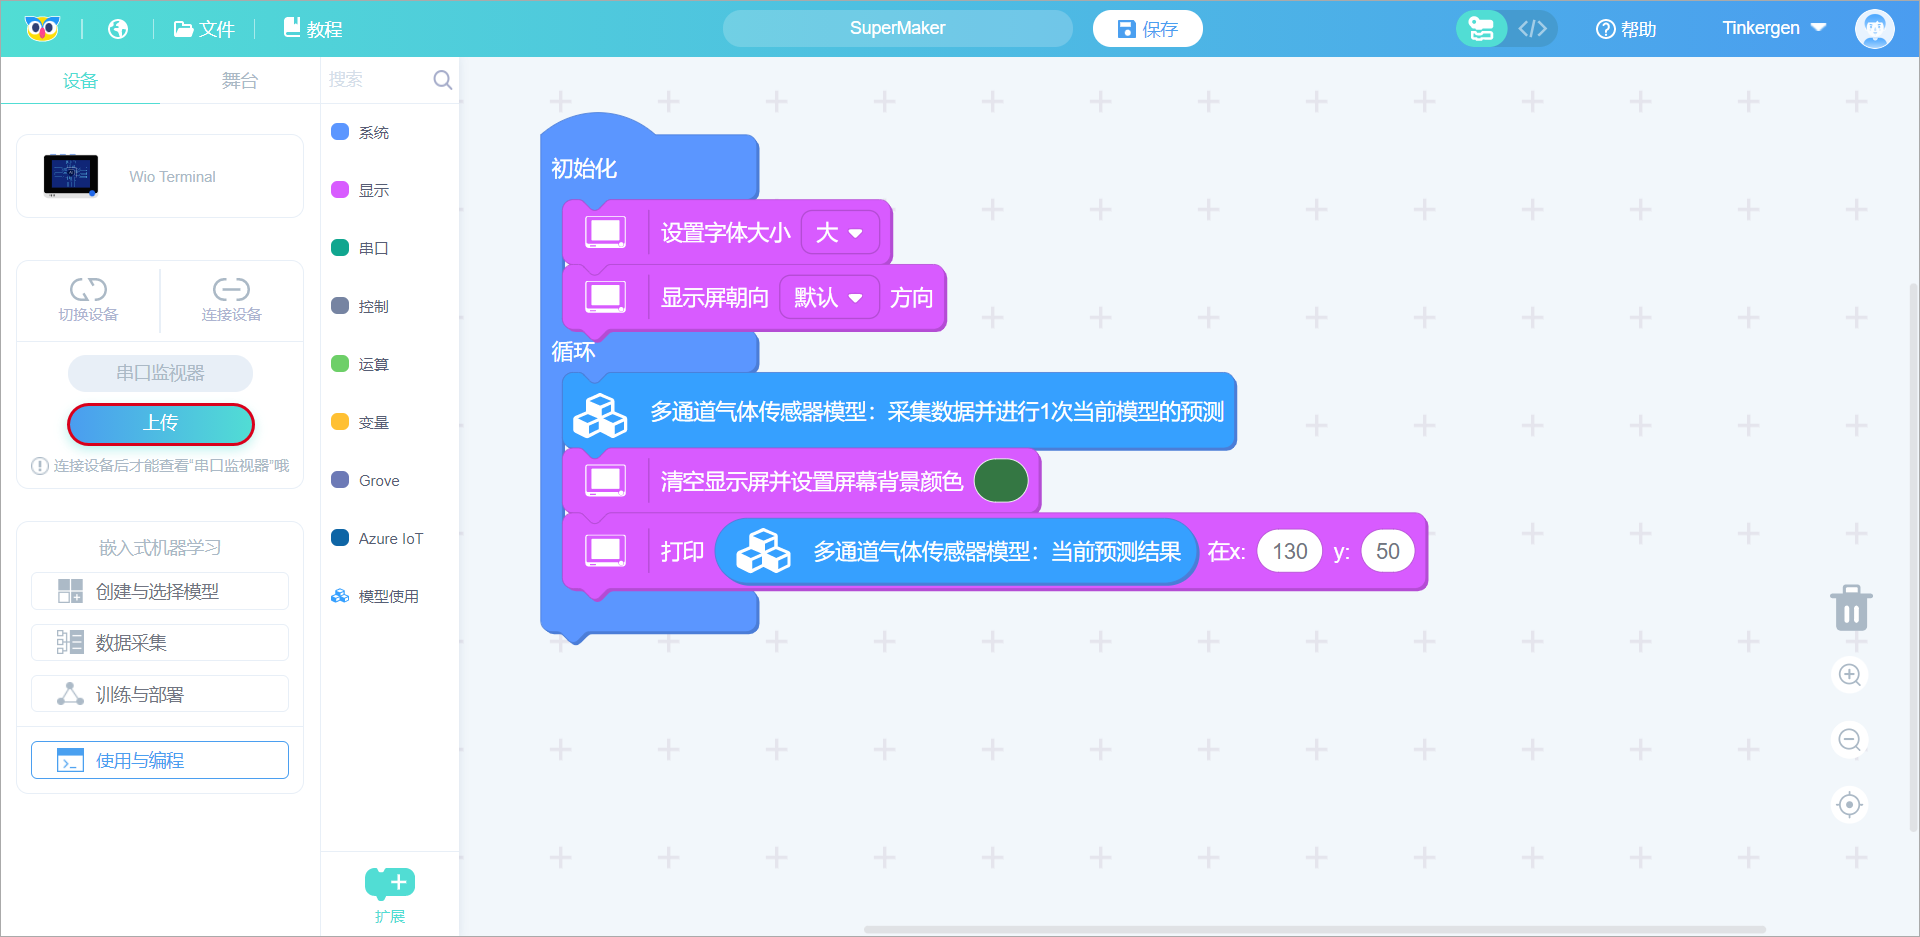 文件
教程
SuperMaker
保存
</>
帮助
Tinkergen
设备
舞台
搜索
Wio Terminal
切换设备
连接设备
串口监视器
上传
连接设备后才能查看“串口监视器”哦
嵌入式机器学习
创建与选择模型
数据采集
训练与部署
使用与编程
系统
显示
串口
控制
运算
变量
Grove
Azure IoT
模型使用
扩展
初始化
设置字体大小 大
显示屏朝向 默认 方向
循环
多通道气体传感器模型：采集数据并进行1次当前模型的预测
清空显示屏并设置屏幕背景颜色
打印 多通道气体传感器模型：当前预测结果 在x: 130 y: 50